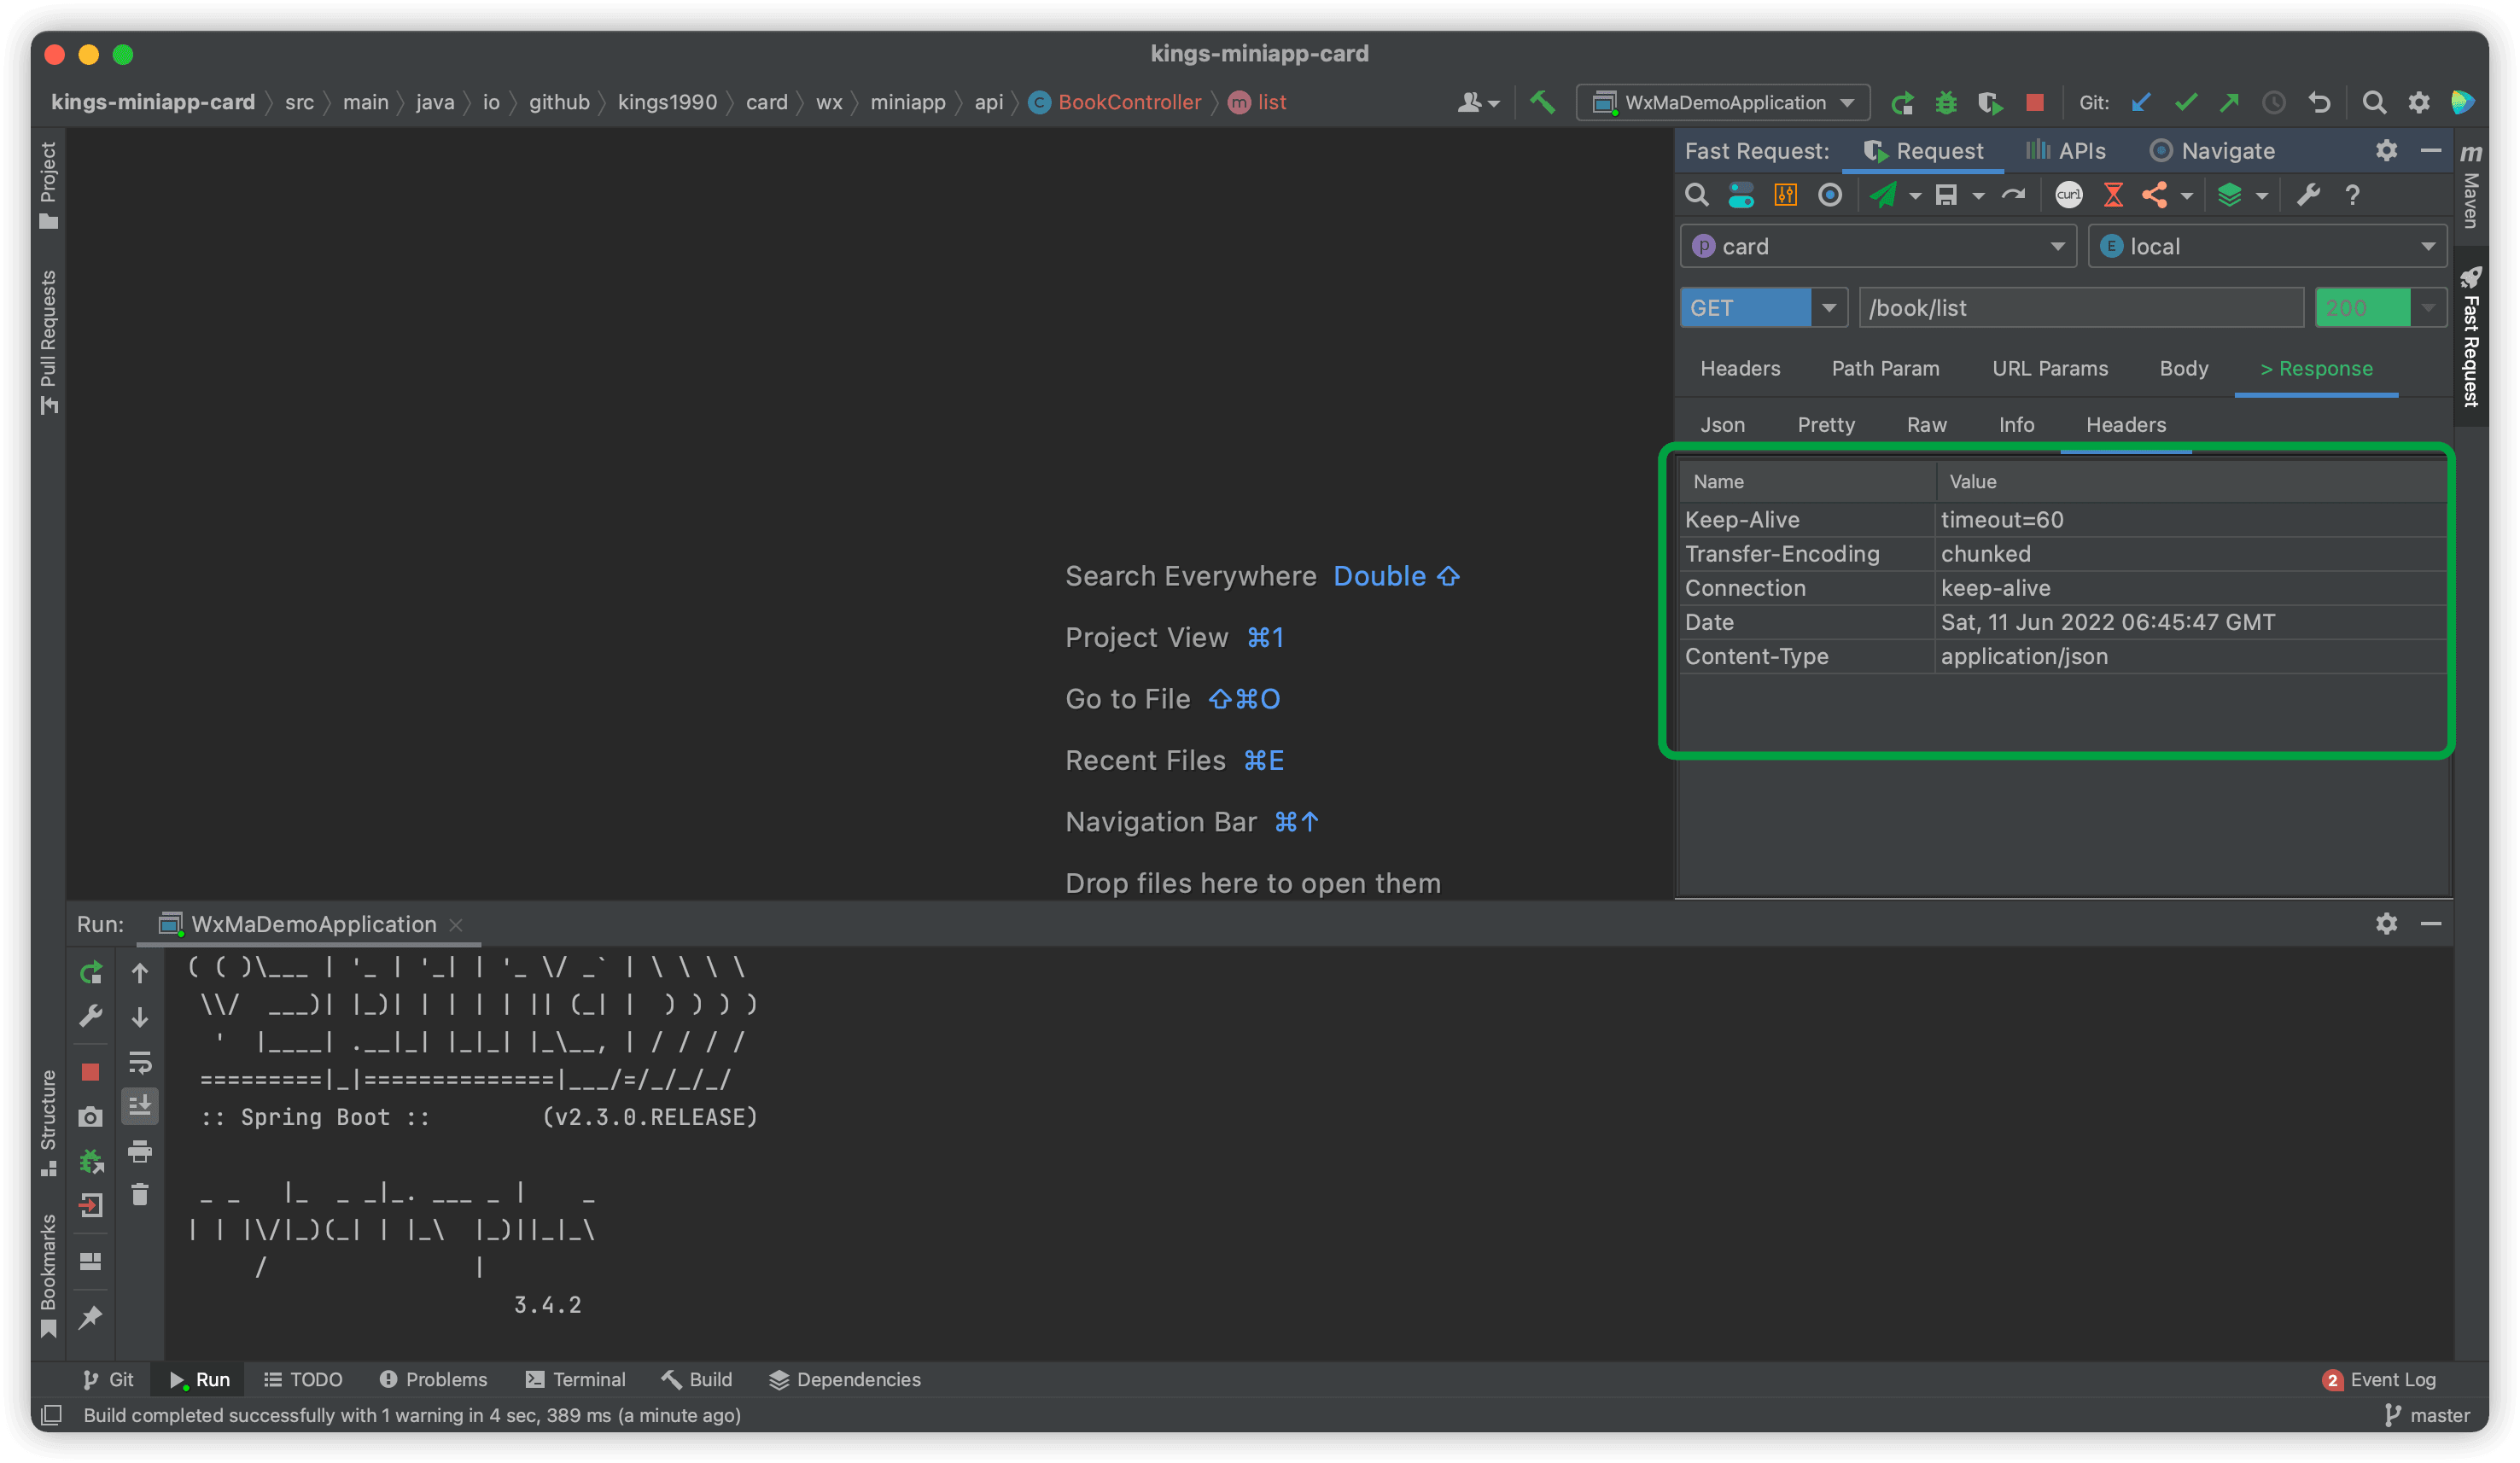 kings-miniapp-card
kings-miniapp-card src main java io github kings1990 card wx miniapp api C BookController m list WxMaDemoApplication Git:
Project
Pull Requests
Structure
Bookmarks
Search Everywhere Double ⇧
Project View ⌘1
Go to File ⇧⌘O
Recent Files ⌘E
Navigation Bar ⌘↑
Drop files here to open them
Fast Request: Request APIs Navigate
curl ?
p card E local
GET /book/list 200
Headers Path Param URL Params Body > Response
Json Pretty Raw Info Headers
Name Value
Keep-Alive timeout=60
Transfer-Encoding chunked
Connection keep-alive
Date Sat, 11 Jun 2022 06:45:47 GMT
Content-Type application/json
m Maven
Fast Request
Run: WxMaDemoApplication
( ( )\___ | '_ | '_| | '_ \/ _` | \ \ \ \
\\/  ___)| |_)| | | | | || (_| |  ) ) ) )
'  |____| .__|_| |_|_| |_\__, | / / / /
=========|_|==============|___/=/_/_/_/
:: Spring Boot ::        (v2.3.0.RELEASE)
_ _   |_  _ _|_. ___ _ |    _
| | |\/|_)(_| | |_\  |_)||_|_\
/               |
3.4.2
Git Run TODO Problems Terminal Build Dependencies 2 Event Log
Build completed successfully with 1 warning in 4 sec, 389 ms (a minute ago) master